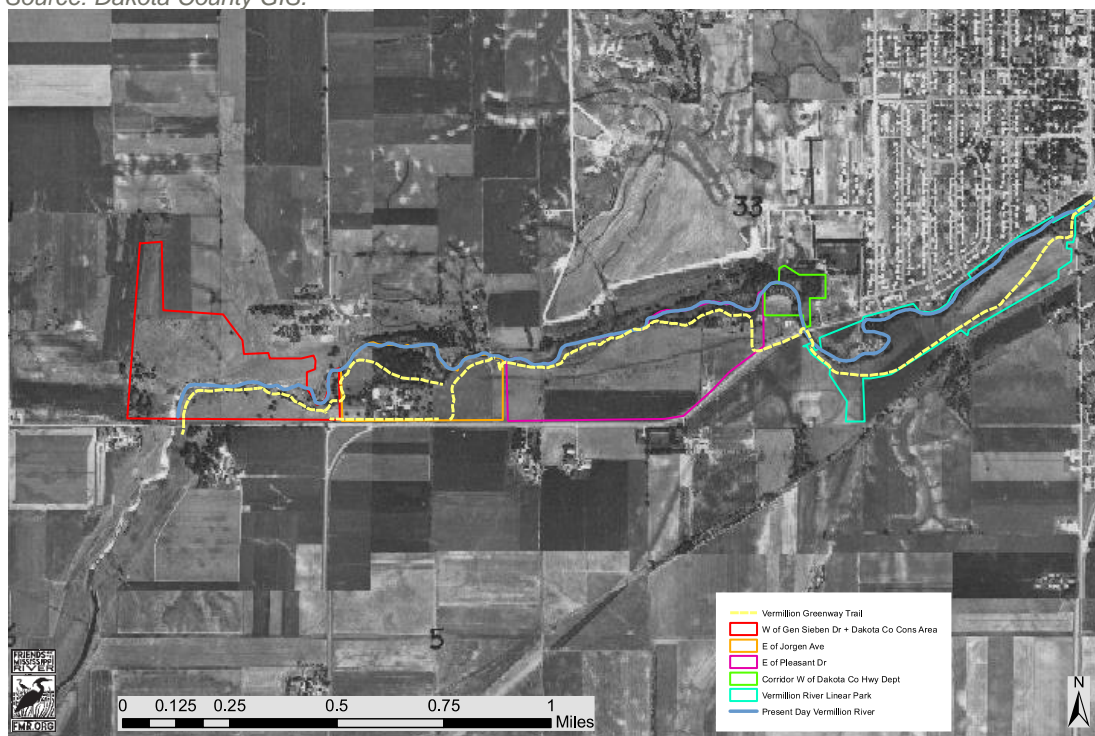 Source: Dakota County GIS.
33
5
Vermillion Greenway Trail
W of Gen Sieben Dr + Dakota Co Cons Area
E of Jorgen Ave
E of Pleasant Dr
Corridor W of Dakota Co Hwy Dept
Vermillion River Linear Park
Present Day Vermillion River
FRIENDS of the
MISSISSIPPI
RIVER
FMR.ORG
0 0.125 0.25 0.5 0.75 1
Miles
N